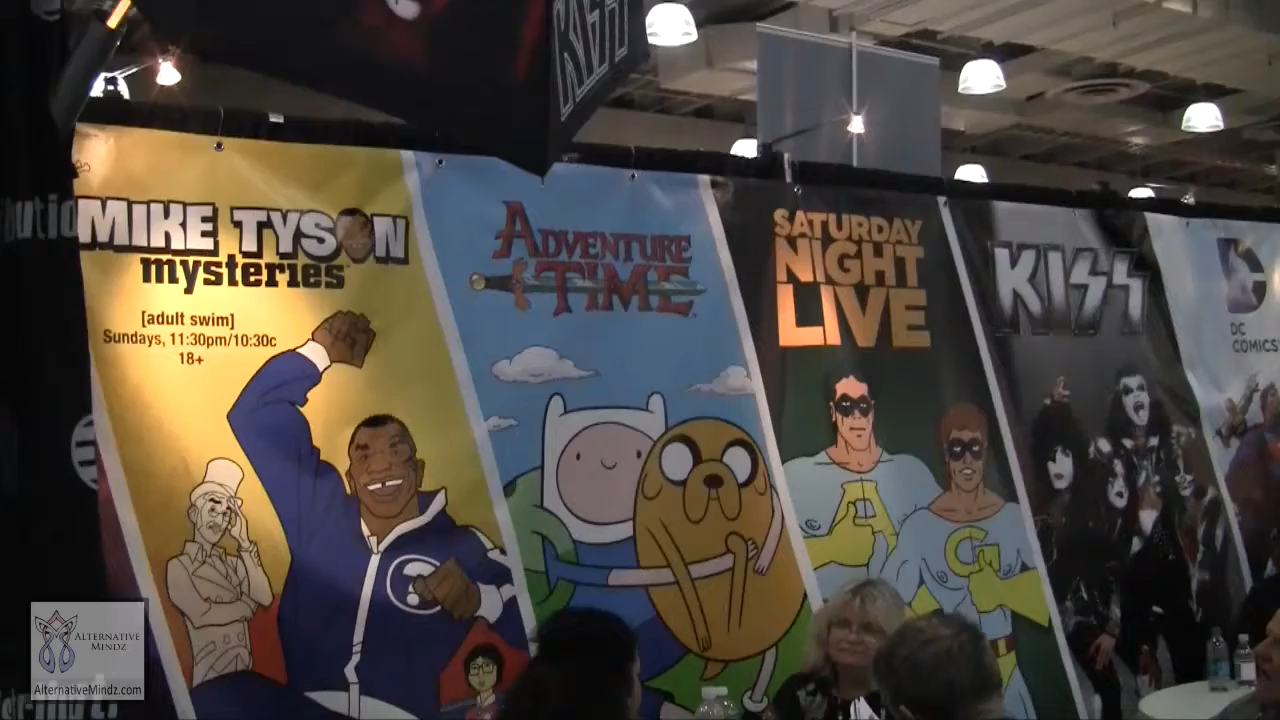 KISS
MIKE TYSON
mysteries
[adult swim]
Sundays, 11:30pm/10:30c
18+
ADVENTURE
TIME
SATURDAY
NIGHT
LIVE
A
G
KISS
DC
COMICS
ALTERNATIVE
MINDZ
AlternativeMindz.com